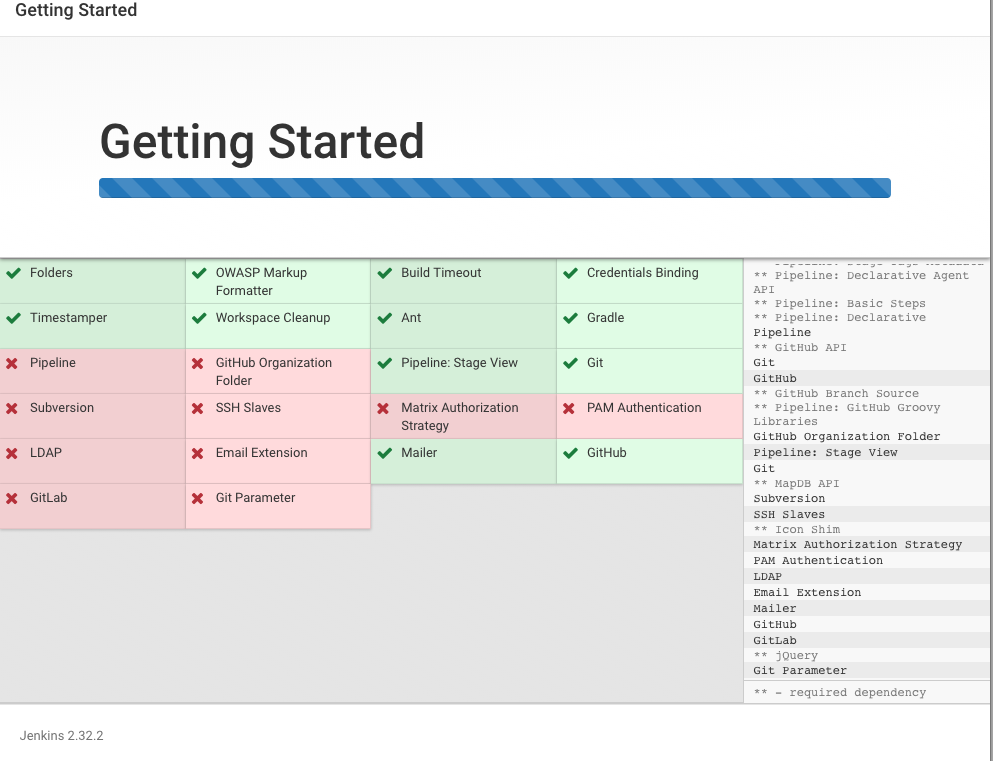 Getting Started
Getting Started
Folders
OWASP Markup
Formatter
Build Timeout
Credentials Binding
Timestamper
Workspace Cleanup
Ant
Gradle
Pipeline
GitHub Organization
Folder
Pipeline: Stage View
Git
Subversion
SSH Slaves
Matrix Authorization
Strategy
PAM Authentication
LDAP
Email Extension
Mailer
GitHub
GitLab
Git Parameter
** Pipeline: Declarative Agent
API
** Pipeline: Basic Steps
** Pipeline: Declarative
Pipeline
** GitHub API
Git
GitHub
** GitHub Branch Source
** Pipeline: GitHub Groovy
Libraries
GitHub Organization Folder
Pipeline: Stage View
Git
** MapDB API
Subversion
SSH Slaves
** Icon Shim
Matrix Authorization Strategy
PAM Authentication
LDAP
Email Extension
Mailer
GitHub
GitLab
** jQuery
Git Parameter
** - required dependency
Jenkins 2.32.2